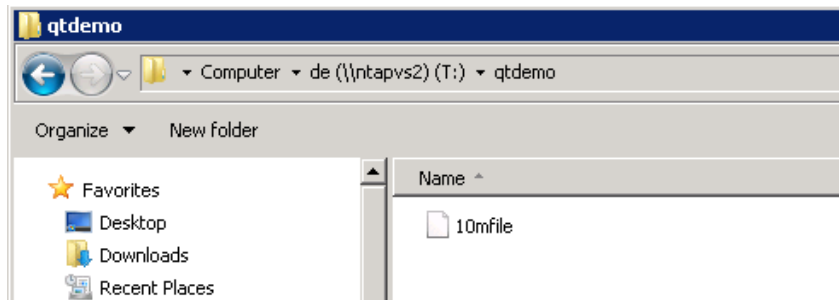 qtdemo
Computer de (\\ntapvs2) (T:) qtdemo
Organize New folder
Favorites
Desktop
Downloads
Recent Places
Name
10mfile